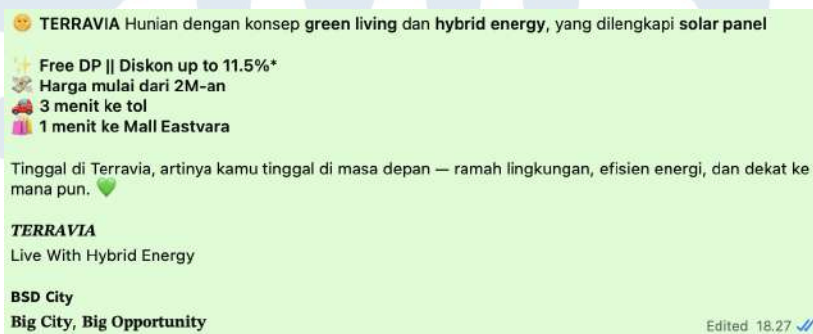 🌞 TERRAVIA Hunian dengan konsep green living dan hybrid energy, yang dilengkapi solar panel
✨ Free DP || Diskon up to 11.5%*
💸 Harga mulai dari 2M-an
🚗 3 menit ke tol
🛍️ 1 menit ke Mall Eastvara
Tinggal di Terravia, artinya kamu tinggal di masa depan — ramah lingkungan, efisien energi, dan dekat ke
mana pun. 💚
TERRAVIA
Live With Hybrid Energy
BSD City
Big City, Big Opportunity
Edited 18.27